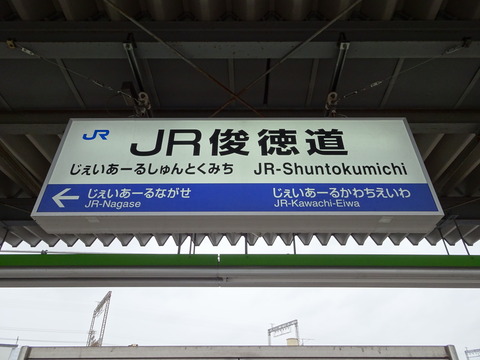 JR JR俊徳道
じぇいあーるしゅんとくみち JR-Shuntokumichi
じぇいあーるながせ じぇいあーるかわちえいわ
JR-Nagase JR-Kawachi-Eiwa